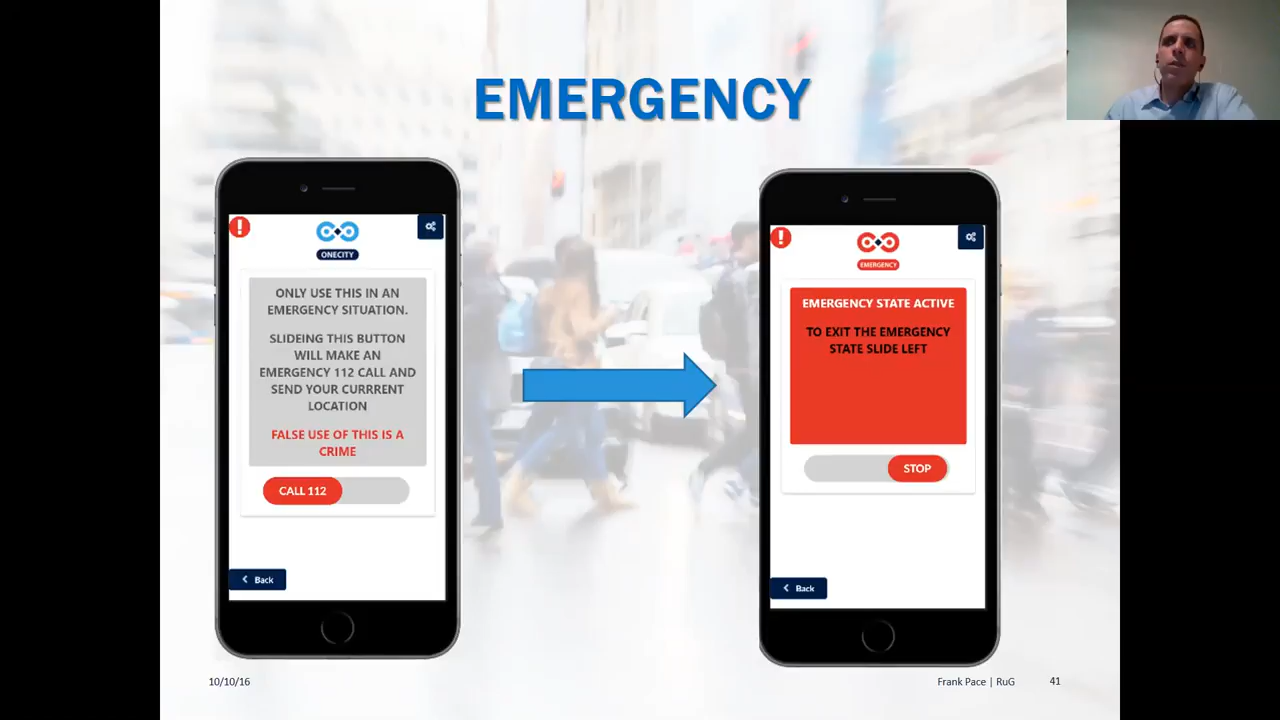 EMERGENCY
!
ONECITY
ONLY USE THIS IN AN
EMERGENCY SITUATION.
SLIDEING THIS BUTTON
WILL MAKE AN
EMERGENCY 112 CALL AND
SEND YOUR CURRRENT
LOCATION
FALSE USE OF THIS IS A
CRIME
CALL 112
Back
!
EMERGENCY
EMERGENCY STATE ACTIVE
TO EXIT THE EMERGENCY
STATE SLIDE LEFT
STOP
Back
10/10/16
Frank Pace | RuG
41